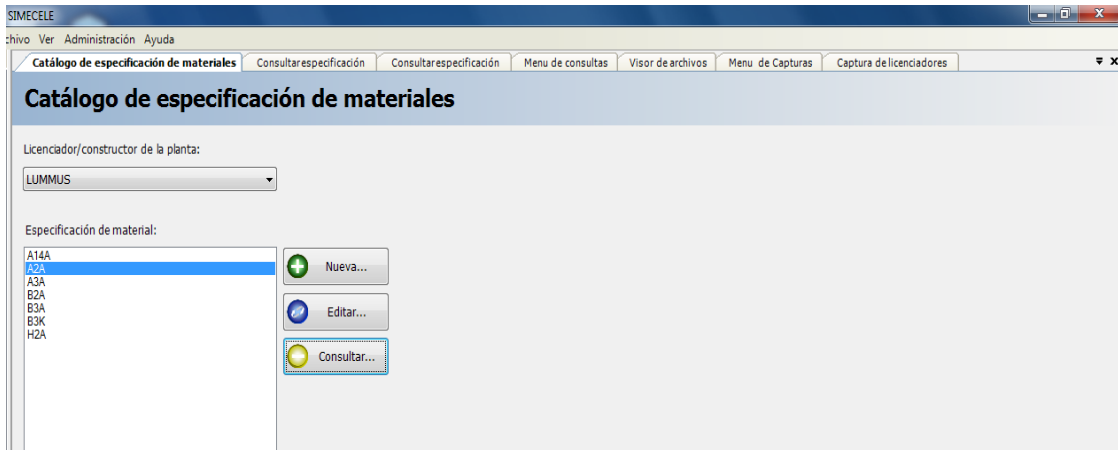 SIMECELE
chivo Ver Administración Ayuda
Catálogo de especificación de materiales Consultar especificación Consultar especificación Menu de consultas Visor de archivos Menu de Capturas Captura de licenciadores
Catálogo de especificación de materiales
Licenciador/constructor de la planta:
LUMMUS
Especificación de material:
A14A
A2A
A3A
B2A
B3A
B3K
H2A
Nueva...
Editar...
Consultar...